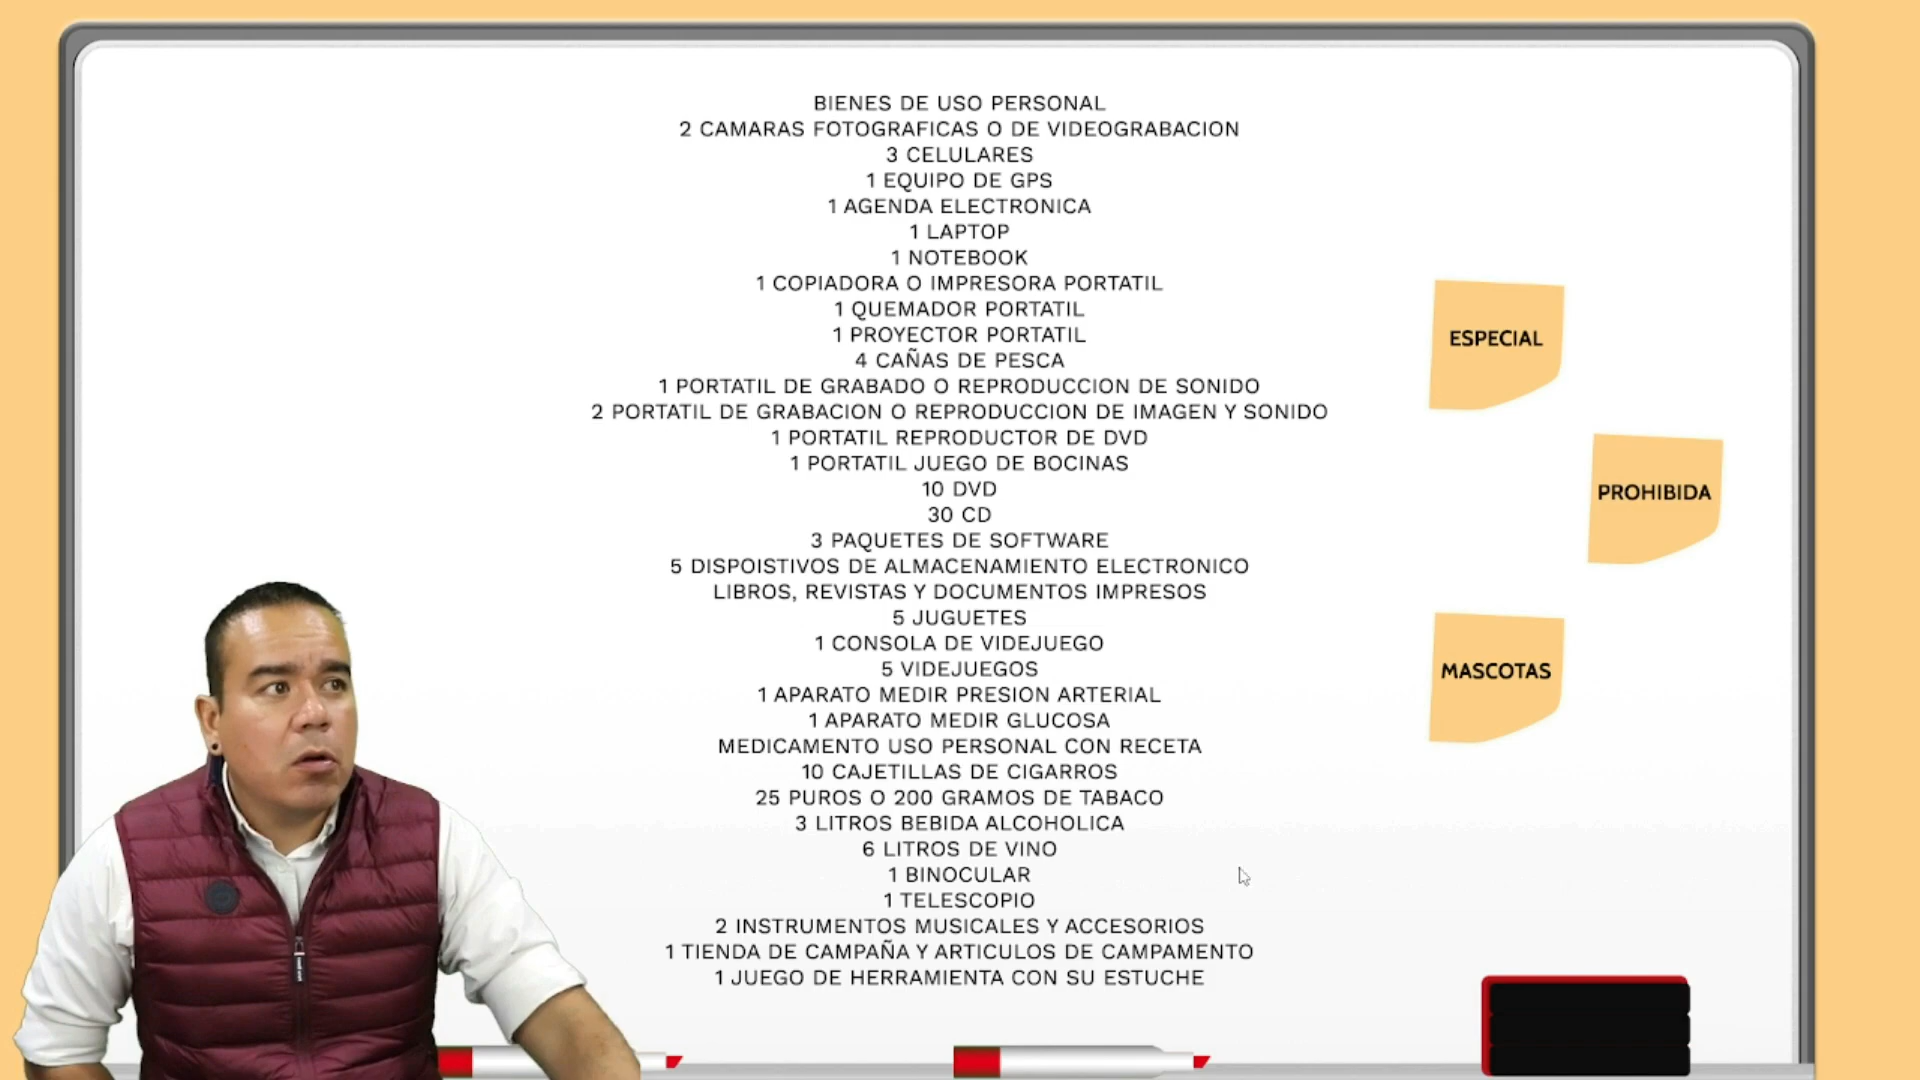 BIENES DE USO PERSONAL
2 CAMARAS FOTOGRAFICAS O DE VIDEOGRABACION
3 CELULARES
1 EQUIPO DE GPS
1 AGENDA ELECTRONICA
1 LAPTOP
1 NOTEBOOK
1 COPIADORA O IMPRESORA PORTATIL
1 QUEMADOR PORTATIL
1 PROYECTOR PORTATIL
4 CAÑAS DE PESCA
1 PORTATIL DE GRABADO O REPRODUCCION DE SONIDO
2 PORTATIL DE GRABACION O REPRODUCCION DE IMAGEN Y SONIDO
1 PORTATIL REPRODUCTOR DE DVD
1 PORTATIL JUEGO DE BOCINAS
10 DVD
30 CD
3 PAQUETES DE SOFTWARE
5 DISPOISTIVOS DE ALMACENAMIENTO ELECTRONICO
LIBROS, REVISTAS Y DOCUMENTOS IMPRESOS
5 JUGUETES
1 CONSOLA DE VIDEJUEGO
5 VIDEJUEGOS
1 APARATO MEDIR PRESION ARTERIAL
1 APARATO MEDIR GLUCOSA
MEDICAMENTO USO PERSONAL CON RECETA
10 CAJETILLAS DE CIGARROS
25 PUROS O 200 GRAMOS DE TABACO
3 LITROS BEBIDA ALCOHOLICA
6 LITROS DE VINO
1 BINOCULAR
1 TELESCOPIO
2 INSTRUMENTOS MUSICALES Y ACCESORIOS
1 TIENDA DE CAMPAÑA Y ARTICULOS DE CAMPAMENTO
1 JUEGO DE HERRAMIENTA CON SU ESTUCHE
ESPECIAL
PROHIBIDA
MASCOTAS